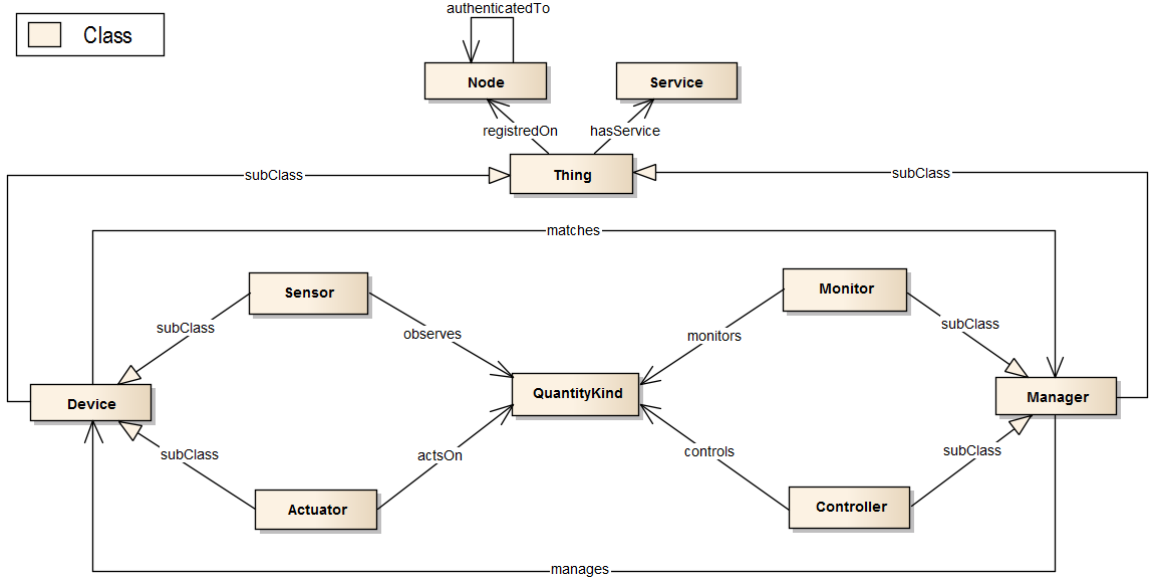 authenticatedTo
Class
Node
Service
registredOn
hasService
Thing
subClass
subClass
matches
Sensor
Monitor
subClass
observes
monitors
subClass
Device
QuantityKind
Manager
subClass
actsOn
controls
subClass
Actuator
Controller
manages